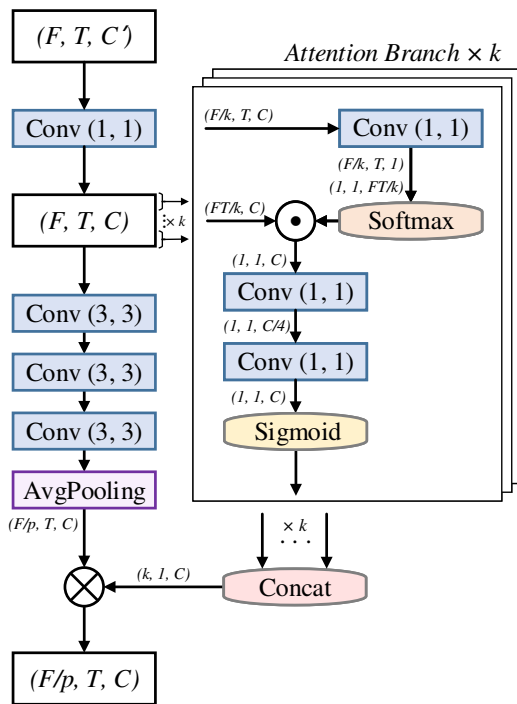 (F, T, C′)
Conv (1, 1)
(F, T, C)
× k
Conv (3, 3)
Conv (3, 3)
Conv (3, 3)
AvgPooling
(F/p, T, C)
(F/p, T, C)
Attention Branch × k
(F/k, T, C)
Conv (1, 1)
(F/k, T, 1)
(1, 1, FT/k)
(FT/k, C)
Softmax
(1, 1, C)
Conv (1, 1)
(1, 1, C/4)
Conv (1, 1)
(1, 1, C)
Sigmoid
× k
. . .
Concat
(k, 1, C)